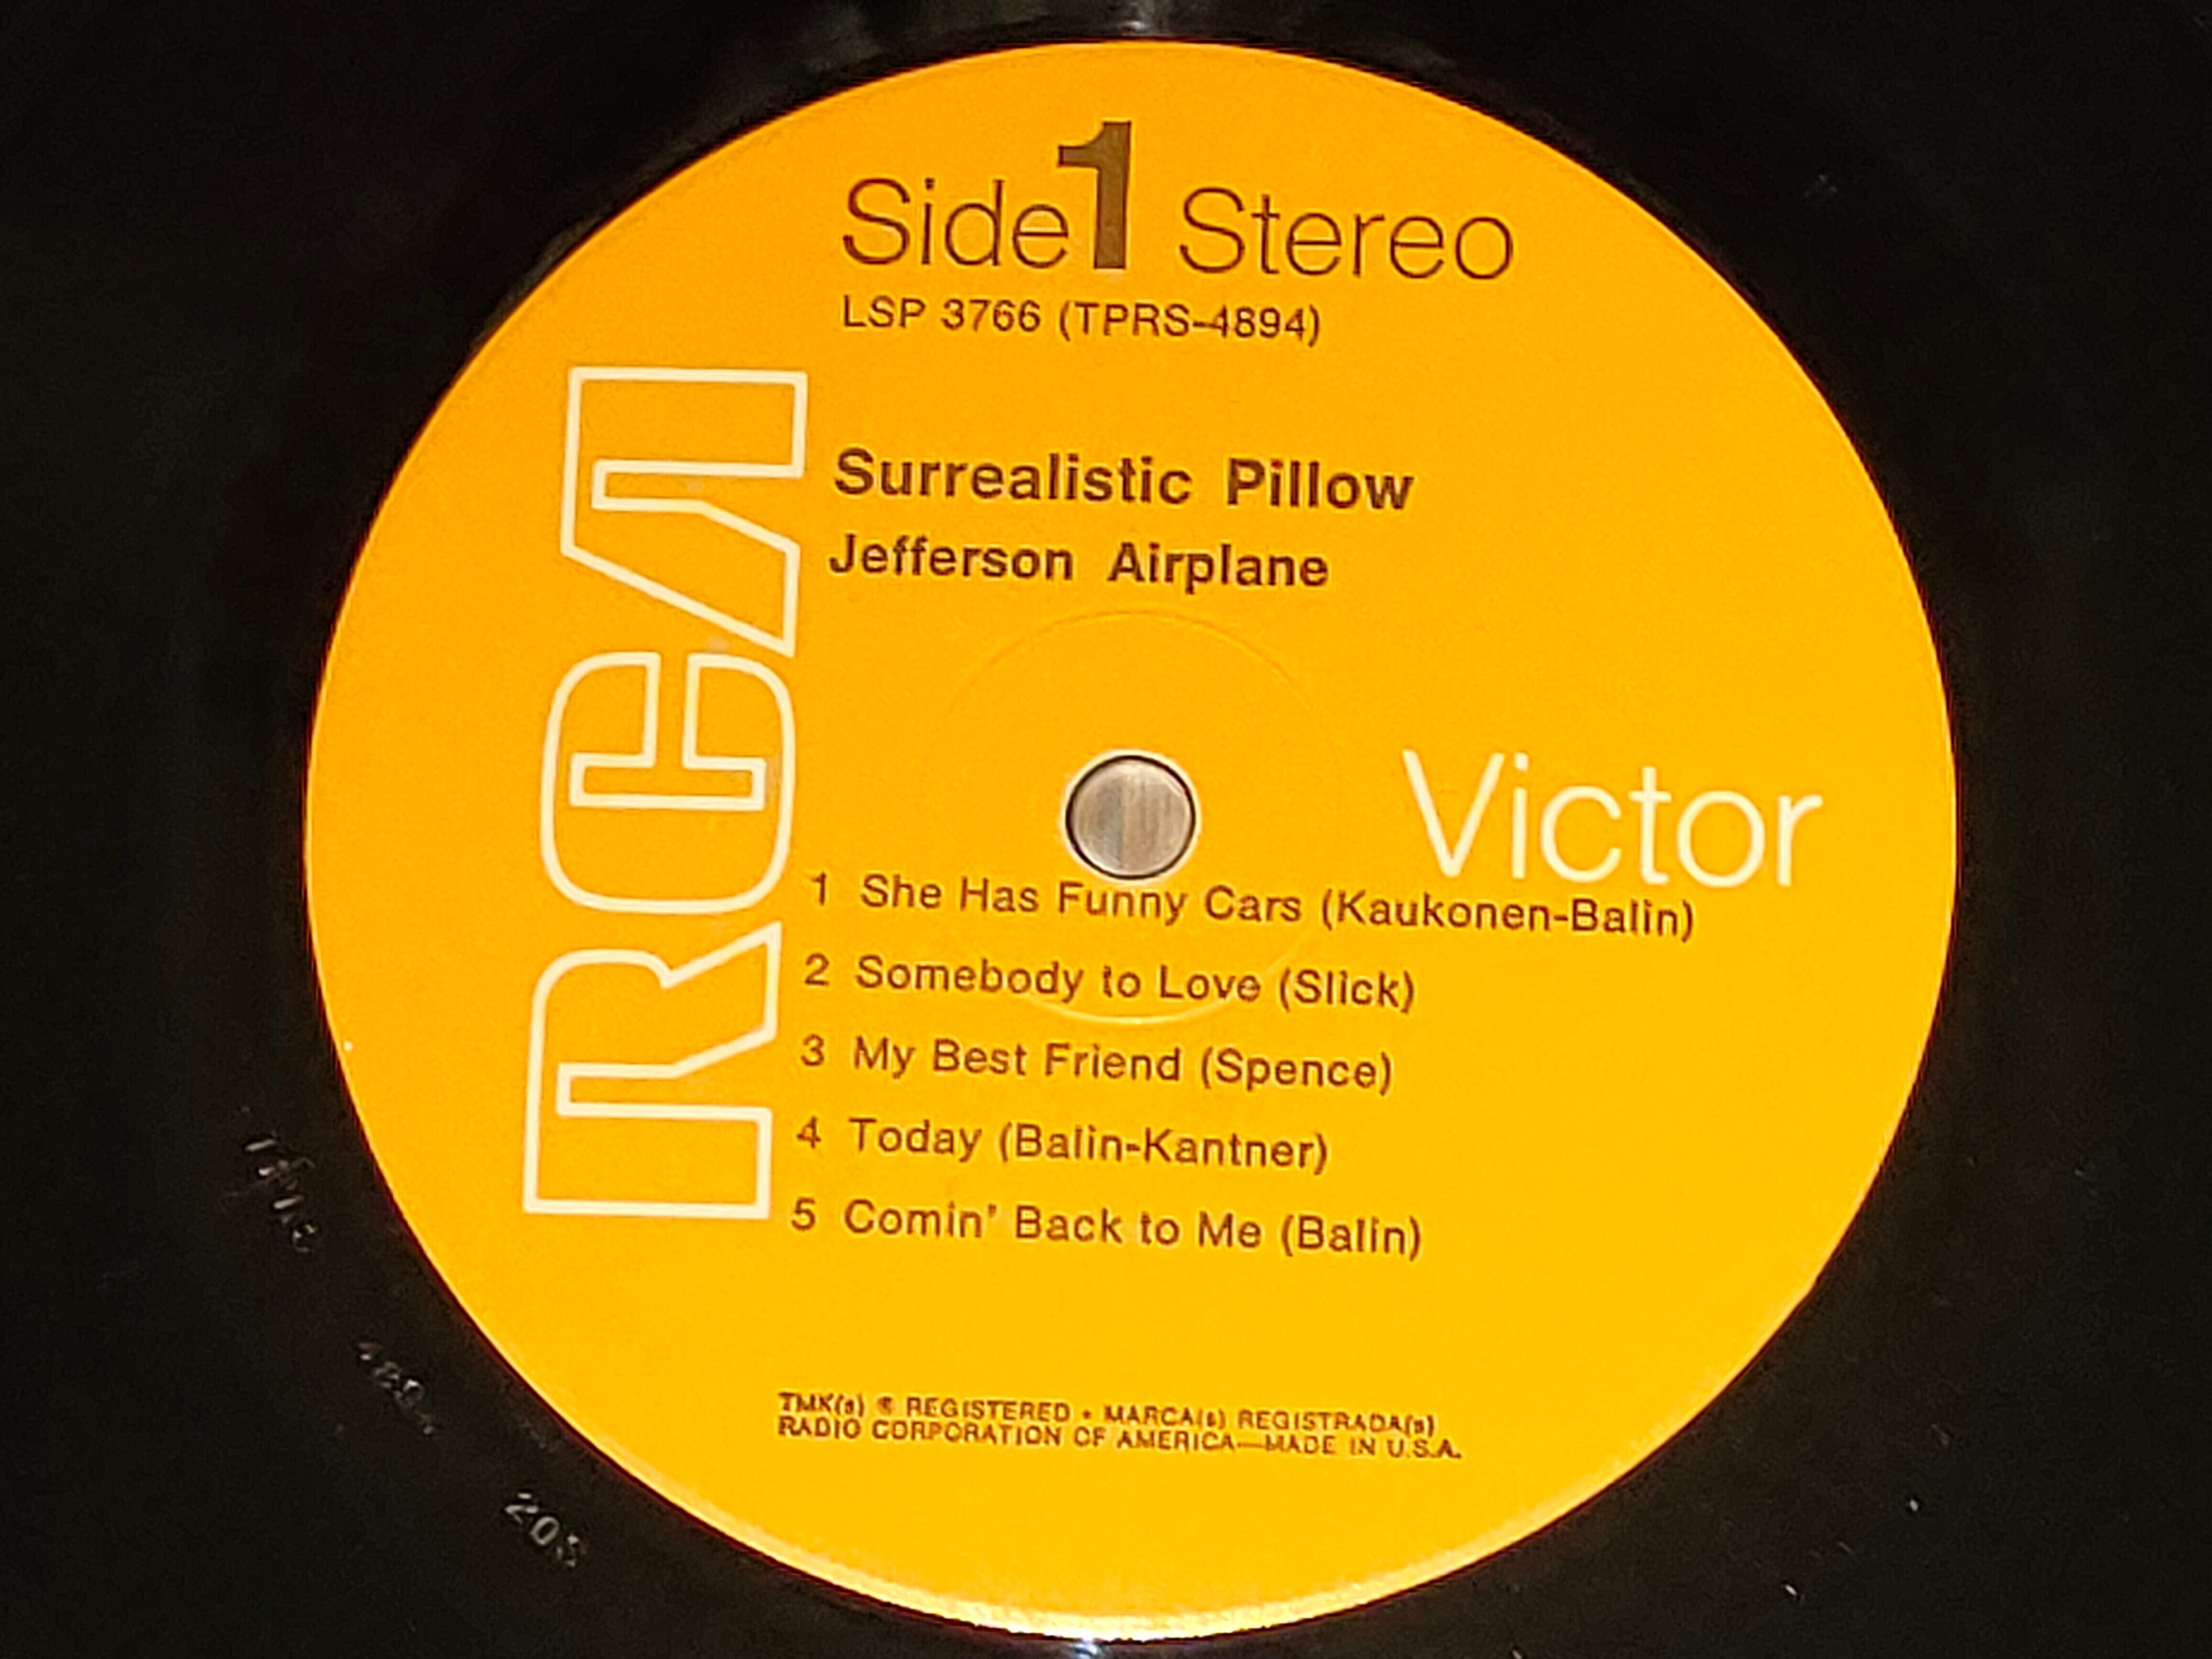 Side 1 Stereo
LSP 3766 (TPRS-4894)
RCA
Surrealistic Pillow
Jefferson Airplane
Victor
1 She Has Funny Cars (Kaukonen-Balin)
2 Somebody to Love (Slick)
3 My Best Friend (Spence)
4 Today (Balin-Kantner)
5 Comin' Back to Me (Balin)
TMK(s) ® REGISTERED • MARCA(s) REGISTRADA(s)
RADIO CORPORATION OF AMERICA—MADE IN U.S.A.